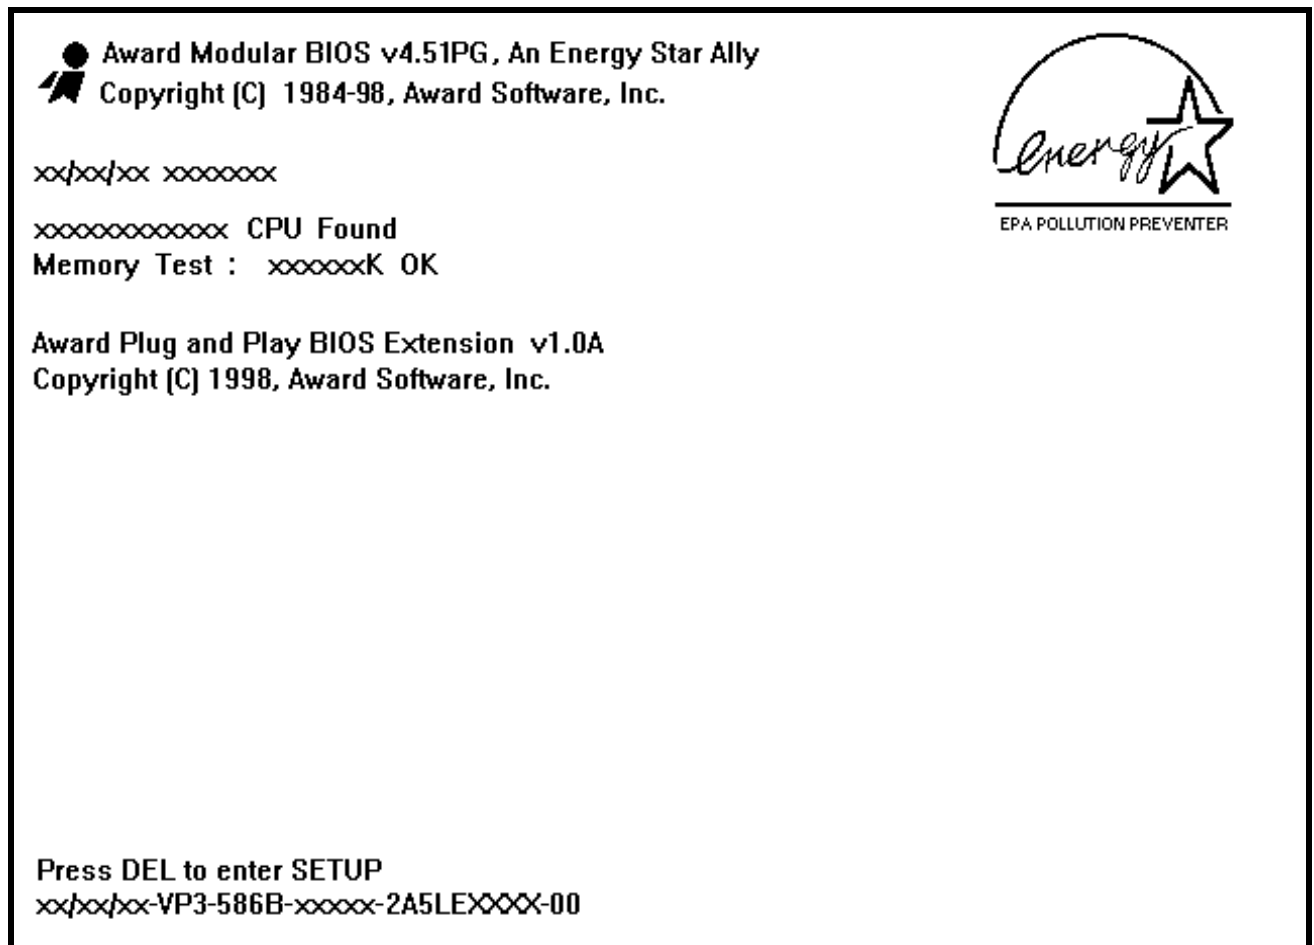 Award Modular BIOS v4.51PG, An Energy Star Ally
Copyright (C) 1984-98, Award Software, Inc.
energy
EPA POLLUTION PREVENTER
xx/xx/xx xxxxxxx
xxxxxxxxxxxx CPU Found
Memory Test : xxxxxxK OK
Award Plug and Play BIOS Extension v1.0A
Copyright (C) 1998, Award Software, Inc.
Press DEL to enter SETUP
xx/xx/xx-VP3-586B-xxxxx-2A5LEXXXX-00